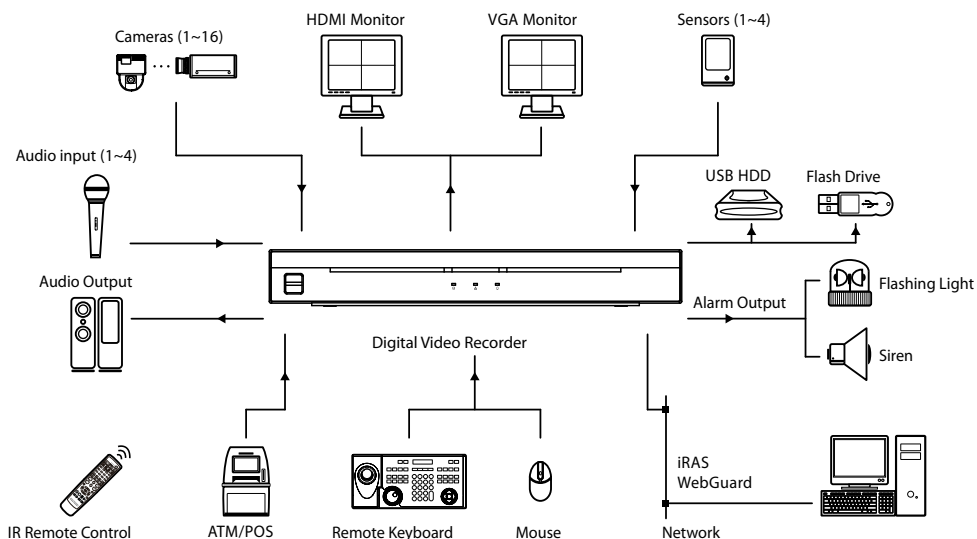 HDMI Monitor
VGA Monitor
Sensors (1~4)
Cameras (1~16)
Audio input (1~4)
USB HDD
Flash Drive
Audio Output
Alarm Output
Flashing Light
Digital Video Recorder
Siren
iRAS
WebGuard
IR Remote Control
ATM/POS
Remote Keyboard
Mouse
Network